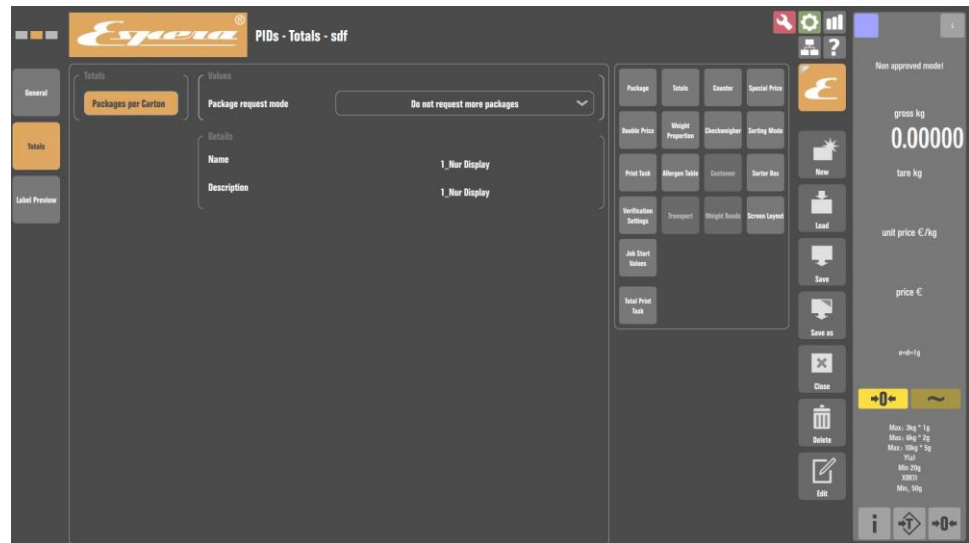 Espera®
PIDs - Totals - sdf
?
1
General
Totals
Label Preview
Totals
Packages per Carton
Values
Package request mode
Do not request more packages
Details
Name
1_Nur Display
Description
1_Nur Display
Package
Totals
Counter
Special Price
Double Price
Weight
Proportion
Checkweigher
Sorting Mode
Print Task
Allergen Table
Customer
Sorter Box
Verification
Settings
Transport
Weight Bands
Screen Layout
Job Start
Values
Total Print
Task
E
New
Load
Save
Save as
Close
Delete
Edit
Non approved mode!
gross kg
0.00000
tare kg
unit price €/kg
price €
e=d=1g
→0←
~
Max: 3kg * 1g
Max: 6kg * 2g
Max: 10kg * 5g
Y(a)
Min 20g
Min, 50g
i
→T
→0←